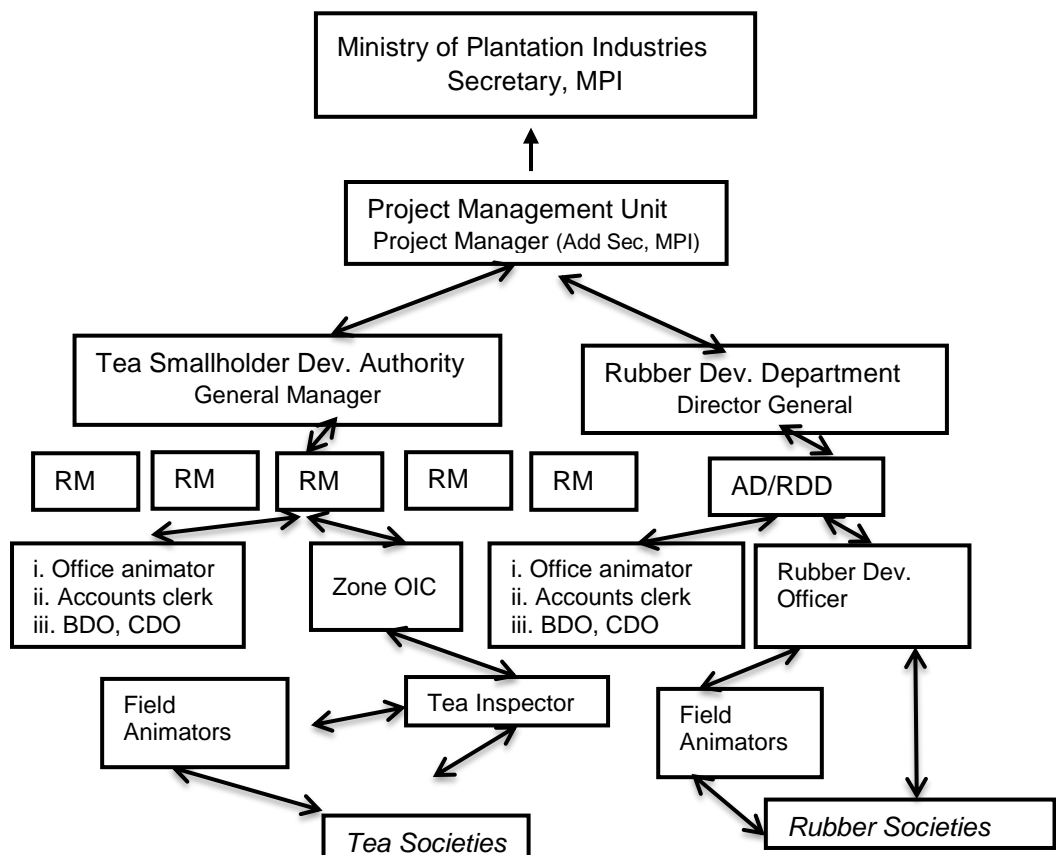 Ministry of Plantation Industries
Secretary, MPI
Project Management Unit
Project Manager (Add Sec, MPI)
Tea Smallholder Dev. Authority
General Manager
Rubber Dev. Department
Director General
RM
RM
RM
RM
RM
AD/RDD
i. Office animator
ii. Accounts clerk
iii. BDO, CDO
Zone OIC
i. Office animator
ii. Accounts clerk
iii. BDO, CDO
Rubber Dev.
Officer
Field
Animators
Tea Inspector
Field
Animators
Tea Societies
Rubber Societies